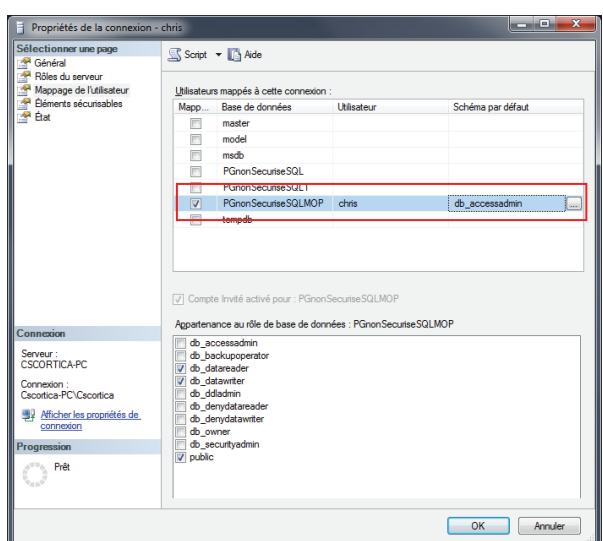 Propriétés de la connexion - chris
Sélectionner une page
Général
Rôles du serveur
Mappage de l'utilisateur
Éléments sécurisables
État
Script Aide
Utilisateurs mappés à cette connexion :
Mapp... Base de données Utilisateur Schéma par défaut
master
model
msdb
PGnonSecuriseSQL
PGnonSecuriseSQL1
PGnonSecuriseSQLMOP chris db_accessadmin ...
tempdb
Compte Invité activé pour : PGnonSecuriseSQLMOP
Appartenance au rôle de base de données : PGnonSecuriseSQLMOP
db_accessadmin
db_backupoperator
db_datareader
db_datawriter
db_ddladmin
db_denydatareader
db_denydatawriter
db_owner
db_securityadmin
public
Connexion
Serveur :
CSCORTICA-PC
Connexion :
Cscortica-PC\Cscortica
Afficher les propriétés de
connexion
Progression
Prêt
OK Annuler